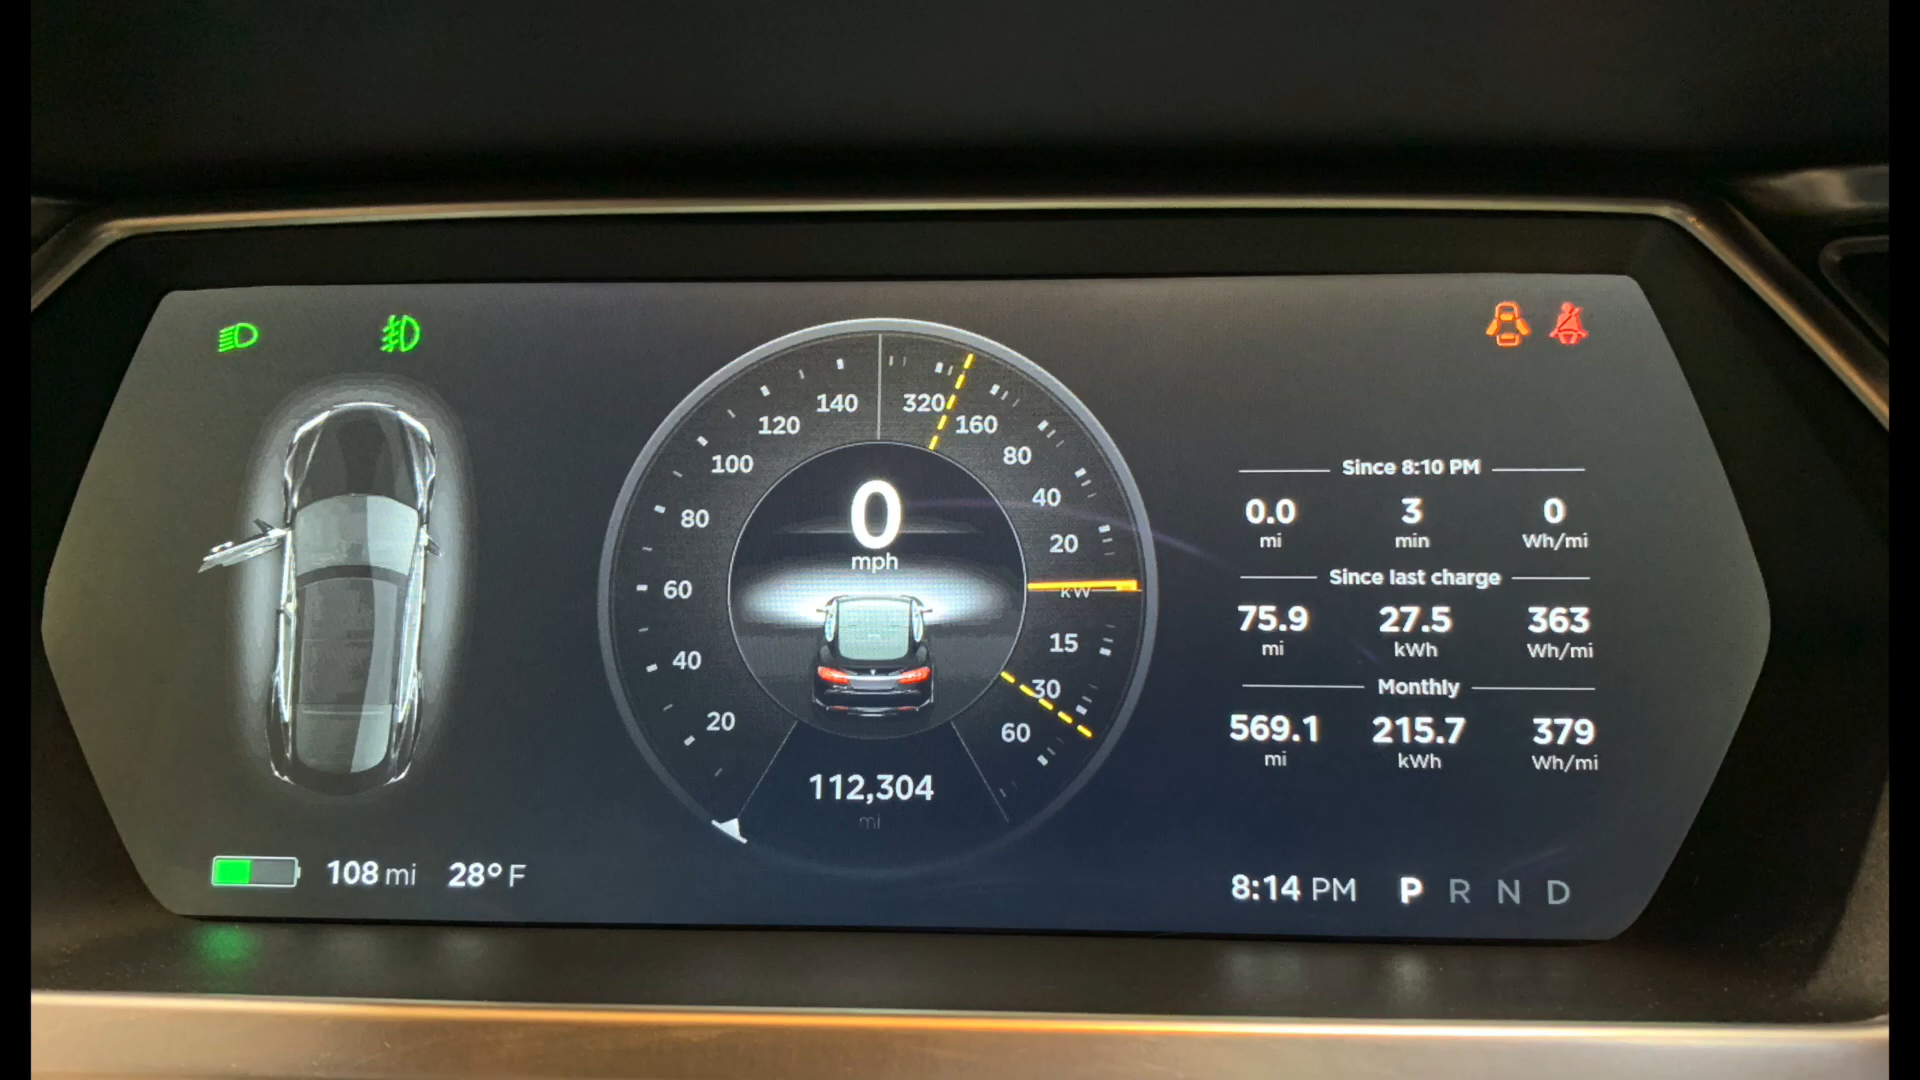 140
320
120
160
100
80
80
40
20
60
kW
15
40
30
20
60
0
mph
112,304
mi
Since 8:10 PM
0.0 3 0
mi min Wh/mi
Since last charge
75.9 27.5 363
mi kWh Wh/mi
Monthly
569.1 215.7 379
mi kWh Wh/mi
108 mi 28° F
8:14 PM P R N D